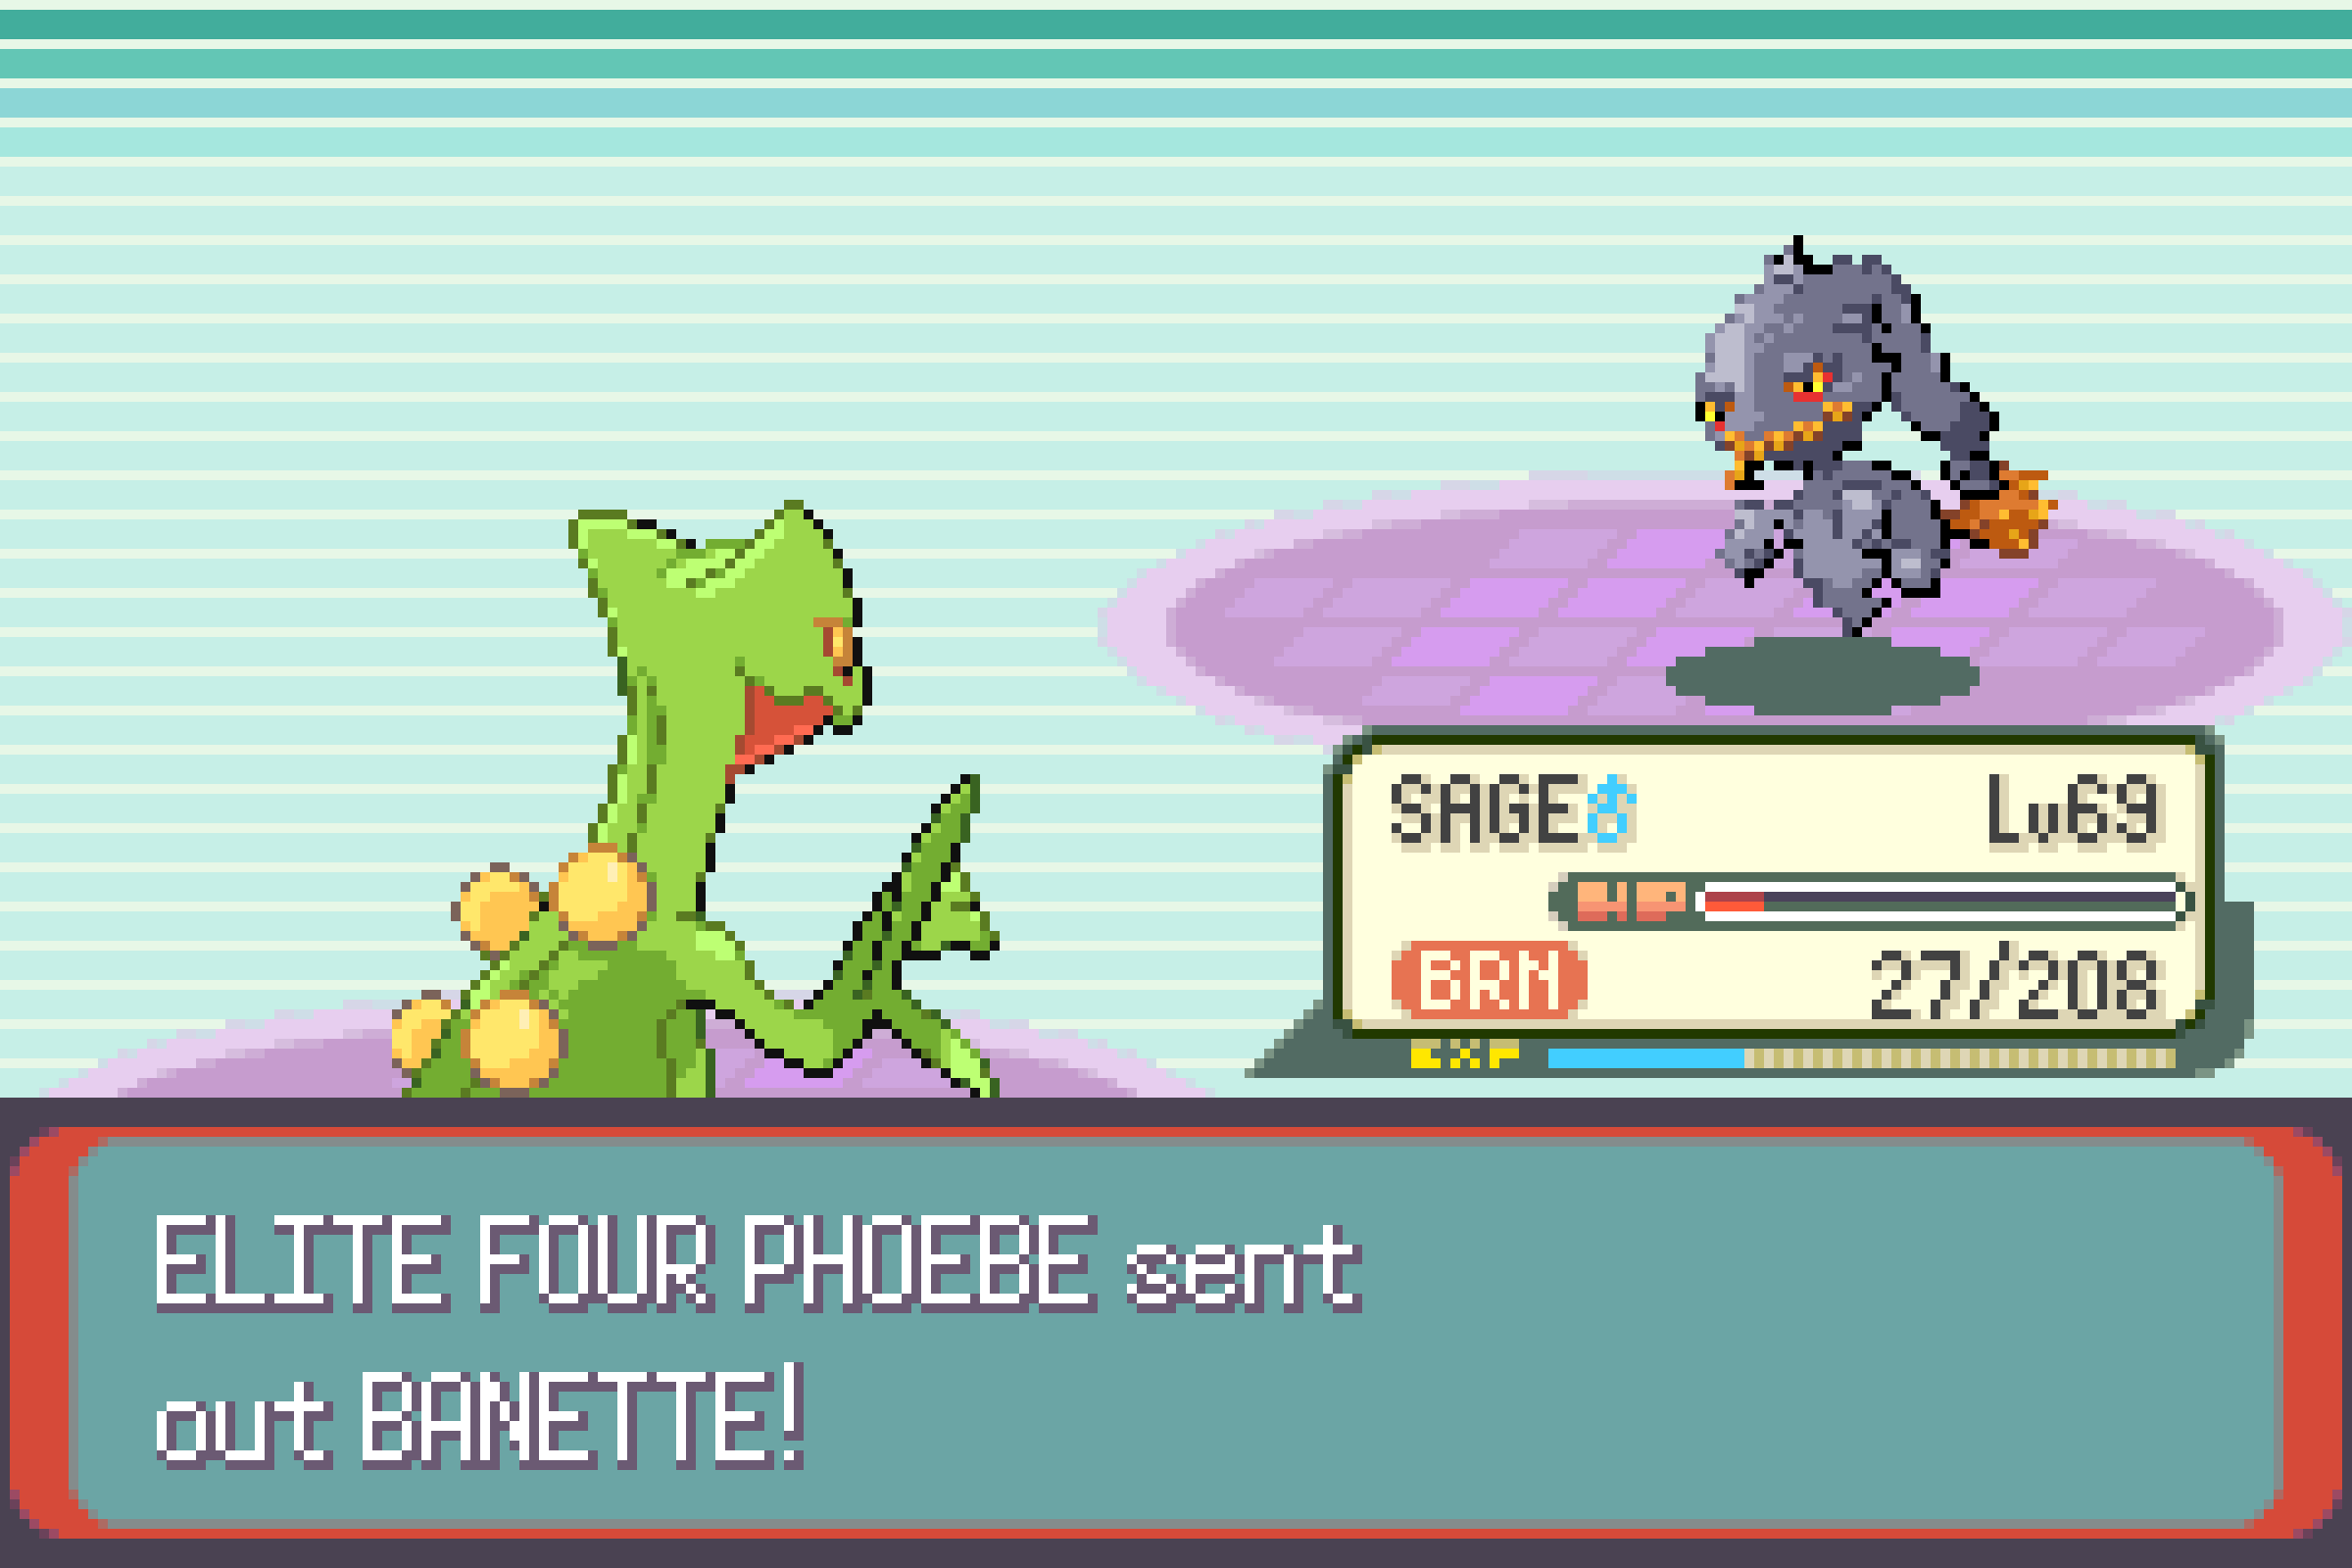 SAGE♂ Lv69
HP
BRN 27/208
EXP
ELITE FOUR PHOEBE sent
out BANETTE!